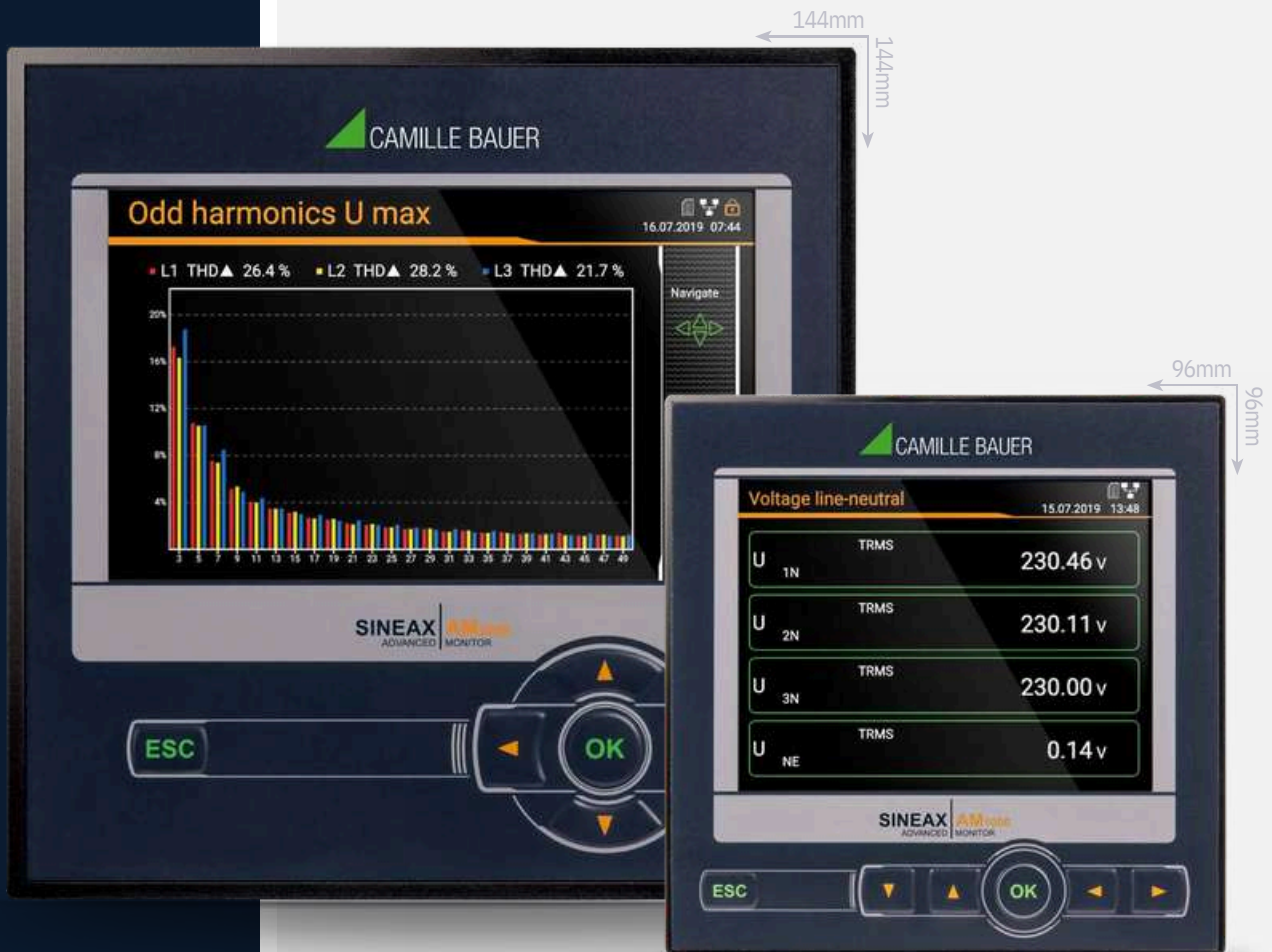 144mm
144mm
CAMILLE BAUER
Odd harmonics U max
16.07.2019 07:44
L1 THD▲ 26.4 % L2 THD▲ 28.2 % L3 THD▲ 21.7 %
Navigate
20%
16%
12%
8%
4%
3 5 7 9 11 13 15 17 19 21 23 25 27 29 31 33 35 37 39 41 43 45 47 49
SINEAX AM
ADVANCED MONITOR
ESC
OK
96mm
96mm
CAMILLE BAUER
Voltage line-neutral
15.07.2019 13:48
U 1N TRMS 230.46 V
U 2N TRMS 230.11 V
U 3N TRMS 230.00 V
U NE TRMS 0.14 V
SINEAX AM
ADVANCED MONITOR
ESC
OK